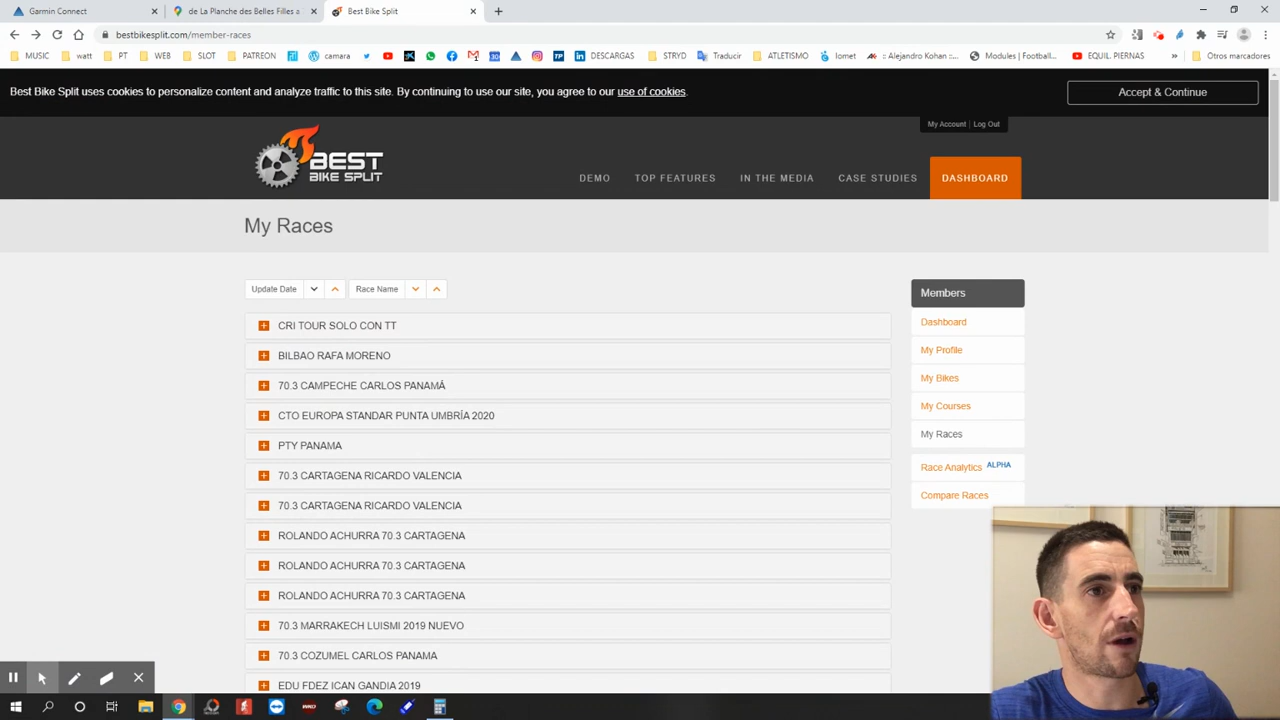 Garmin Connect
de La Planche des Belles Filles a
Best Bike Split
bestbikesplit.com/member-races
MUSIC
watt
PT
WEB
SLOT
PATREON
camara
DESCARGAS
STRYD
Traducir
ATLETISMO
Iomet
:: Alejandro Kohan ::...
Modules | Football...
EQUIL. PIERNAS
»
Otros marcadores
Best Bike Split uses cookies to personalize content and analyze traffic to this site. By continuing to use our site, you agree to our use of cookies.
Accept & Continue
My Account | Log Out
BEST
BIKE SPLIT
DEMO
TOP FEATURES
IN THE MEDIA
CASE STUDIES
DASHBOARD
My Races
Update Date
Race Name
CRI TOUR SOLO CON TT
BILBAO RAFA MORENO
70.3 CAMPECHE CARLOS PANAMÁ
CTO EUROPA STANDAR PUNTA UMBRÍA 2020
PTY PANAMA
70.3 CARTAGENA RICARDO VALENCIA
70.3 CARTAGENA RICARDO VALENCIA
ROLANDO ACHURRA 70.3 CARTAGENA
ROLANDO ACHURRA 70.3 CARTAGENA
ROLANDO ACHURRA 70.3 CARTAGENA
70.3 MARRAKECH LUISMI 2019 NUEVO
70.3 COZUMEL CARLOS PANAMA
EDU FDEZ ICAN GANDIA 2019
Members
Dashboard
My Profile
My Bikes
My Courses
My Races
Race Analytics ALPHA
Compare Races